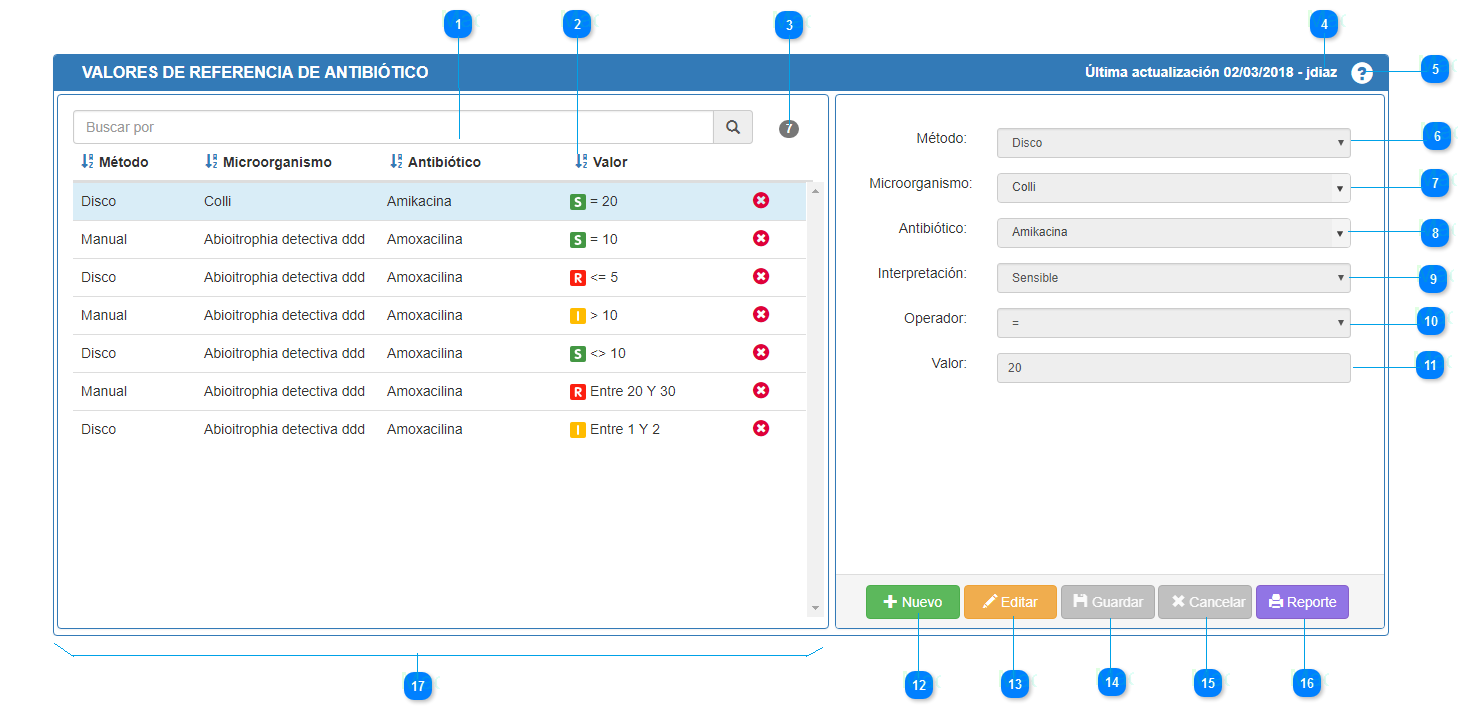 1 2 3 4
VALORES DE REFERENCIA DE ANTIBIÓTICO
Última actualización 02/03/2018 - jdiaz ? 5
Buscar por 7
Método Microorganismo Antibiótico Valor
Disco Colli Amikacina S = 20
Manual Abioitrophia detectiva ddd Amoxacilina S = 10
Disco Abioitrophia detectiva ddd Amoxacilina R <= 5
Manual Abioitrophia detectiva ddd Amoxacilina I > 10
Disco Abioitrophia detectiva ddd Amoxacilina S <> 10
Manual Abioitrophia detectiva ddd Amoxacilina R Entre 20 Y 30
Disco Abioitrophia detectiva ddd Amoxacilina I Entre 1 Y 2
Método: Disco 6
Microorganismo: Colli 7
Antibiótico: Amikacina 8
Interpretación: Sensible 9
Operador: = 10
Valor: 20 11
Nuevo Editar Guardar Cancelar Reporte
17 12 13 14 15 16